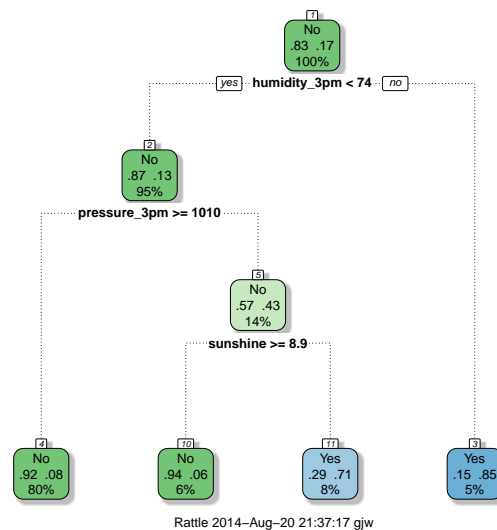 1
No
.83 .17
100%
yes humidity_3pm < 74 no
2
No
.87 .13
95%
pressure_3pm >= 1010
5
No
.57 .43
14%
sunshine >= 8.9
4 10 11 3
No No Yes Yes
.92 .08 .94 .06 .29 .71 .15 .85
80% 6% 8% 5%
Rattle 2014–Aug–20 21:37:17 gjw